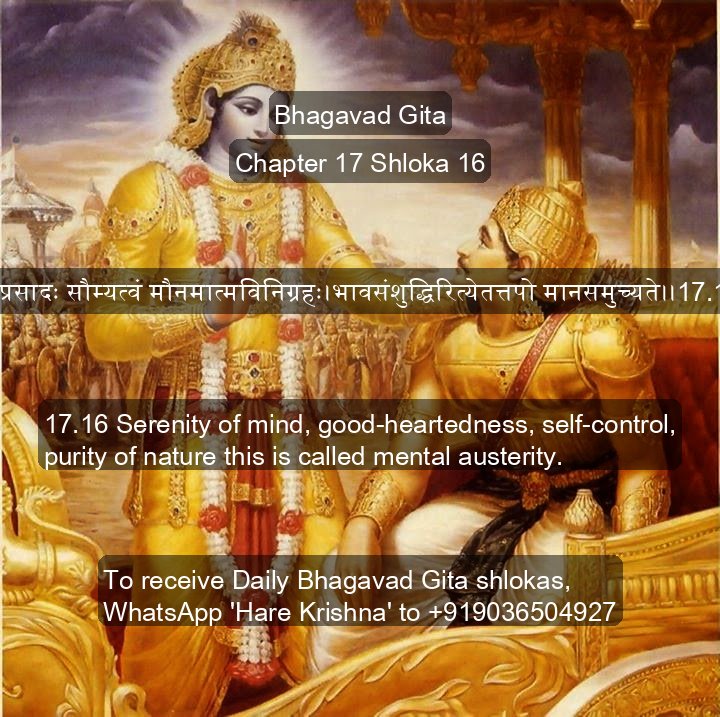 Bhagavad Gita
Chapter 17 Shloka 16
प्रसादः सौम्यत्वं मौनमात्मविनिग्रहः।भावसंशुद्धिरित्येतत्तपो मानसमुच्यते।।17.1
17.16 Serenity of mind, good-heartedness, self-control,
purity of nature this is called mental austerity.
To receive Daily Bhagavad Gita shlokas,
WhatsApp 'Hare Krishna' to +919036504927